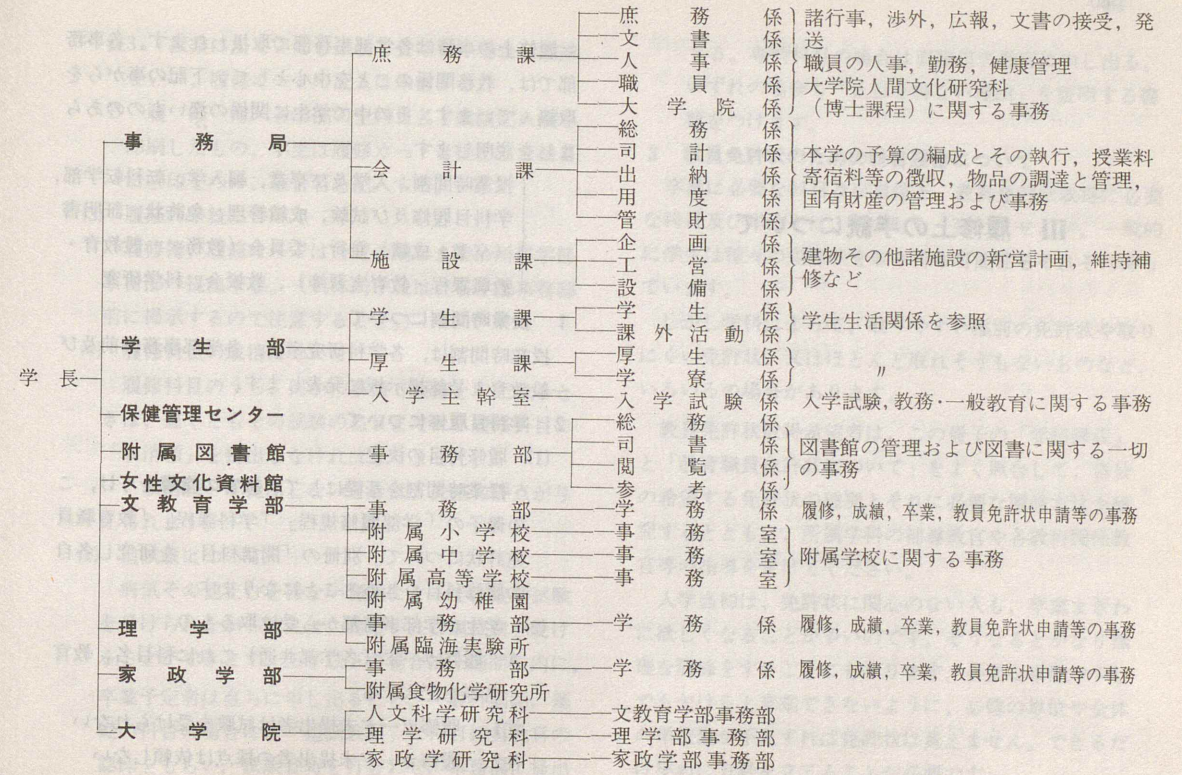 庶務係 諸行事，渉外，広報，文書の接受，発
文書係 送
庶務課 人事係 職員の人事，勤務，健康管理
職員係 大学院人間文化研究科
大学院係 （博士課程）に関する事務
事務局 総務係
司計係 本学の予算の編成とその執行，授業料
会計課 出納係 寄宿料等の徴収，物品の調達と管理，
用度係 国有財産の管理および事務
管財係
企画係
施設課 工営係 建物その他諸施設の新営計画，維持補
設備係 修など
学生課 学生係 学生生活関係を参照
課外活動係
学生部 厚生課 厚生係 〃
学寮係
学長
入学主幹室 入学試験係 入学試験，教務・一般教育に関する事務
保健管理センター
総務係
附属図書館 事務部 司書係 図書館の管理および図書に関する一切
閲覧係 の事務
女性文化資料館 参考係
文教育学部 事務部 学務係 履修，成績，卒業，教員免許状申請等の事務
附属小学校 事務室
附属中学校 事務室 附属学校に関する事務
附属高等学校 事務室
附属幼稚園
理学部 事務部 学務係 履修，成績，卒業，教員免許状申請等の事務
附属臨海実験所
家政学部 事務部 学務係 履修，成績，卒業，教員免許状申請等の事務
附属食物化学研究所
人文科学研究科 文教育学部事務部
大学院 理学研究科 理学部事務部
家政学研究科 家政学部事務部